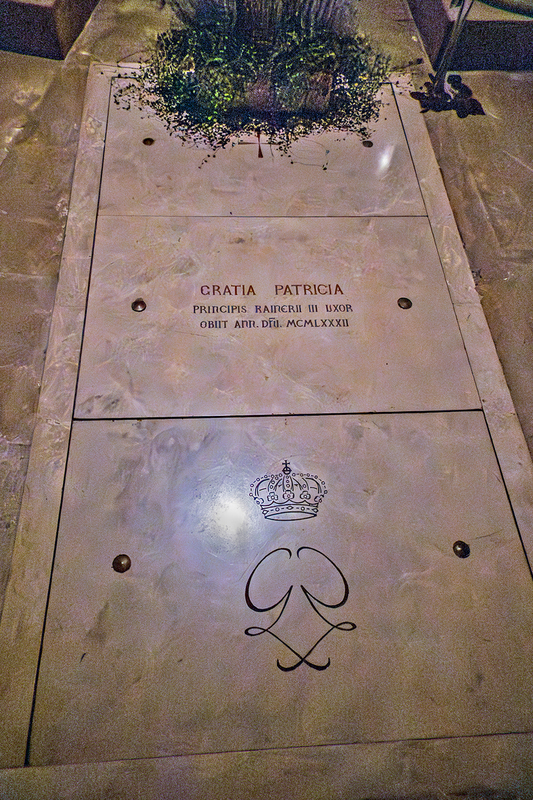 GRATIA PATRICIA
PRINCIPIS RAINERII III UXOR
OBIIT ANN. DÑI. MCMLXXXII